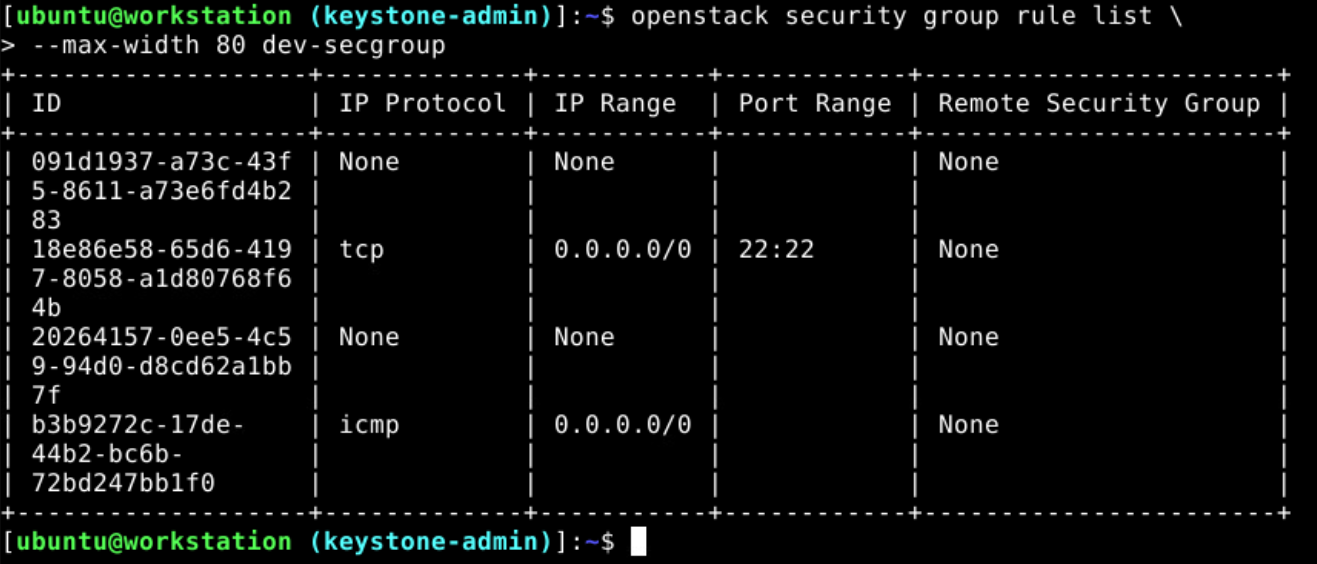 [ubuntu@workstation (keystone-admin)]:~$ openstack security group rule list \
> --max-width 80 dev-secgroup
+-------------------+-------------+-----------+------------+-----------------------+
| ID                | IP Protocol | IP Range  | Port Range | Remote Security Group |
+-------------------+-------------+-----------+------------+-----------------------+
| 091d1937-a73c-43f | None        | None      |            | None                  |
| 5-8611-a73e6fd4b2 |             |           |            |                       |
| 83                |             |           |            |                       |
| 18e86e58-65d6-419 | tcp         | 0.0.0.0/0 | 22:22      | None                  |
| 7-8058-a1d80768f6 |             |           |            |                       |
| 4b                |             |           |            |                       |
| 20264157-0ee5-4c5 | None        | None      |            | None                  |
| 9-94d0-d8cd62a1bb |             |           |            |                       |
| 7f                |             |           |            |                       |
| b3b9272c-17de-    | icmp        | 0.0.0.0/0 |            | None                  |
| 44b2-bc6b-        |             |           |            |                       |
| 72bd247bb1f0      |             |           |            |                       |
+-------------------+-------------+-----------+------------+-----------------------+
[ubuntu@workstation (keystone-admin)]:~$